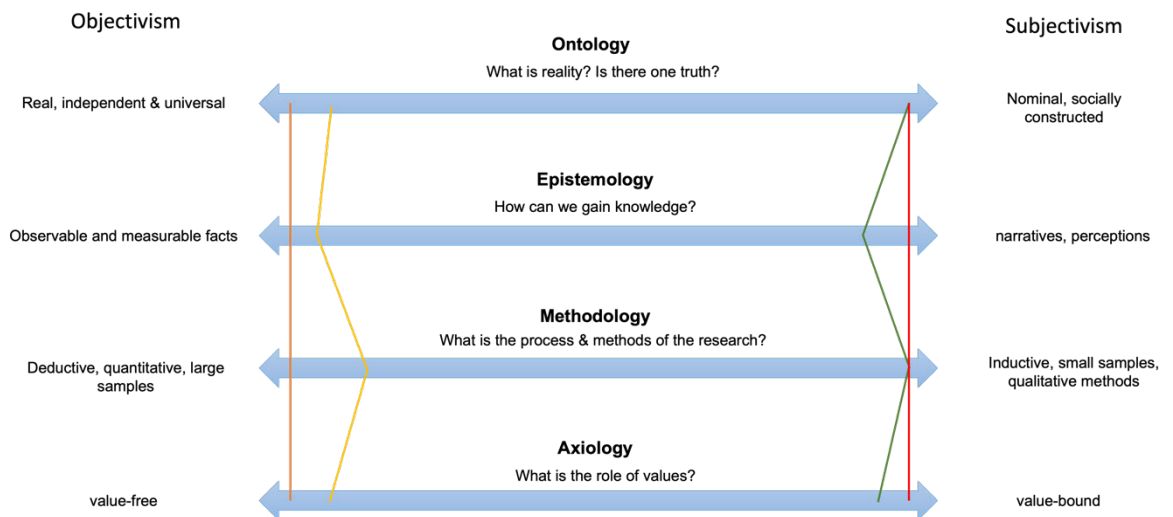 Objectivism
Subjectivism
Ontology
What is reality? Is there one truth?
Real, independent & universal
Nominal, socially
constructed
Epistemology
How can we gain knowledge?
Observable and measurable facts
narratives, perceptions
Methodology
What is the process & methods of the research?
Deductive, quantitative, large
samples
Inductive, small samples,
qualitative methods
Axiology
What is the role of values?
value-free
value-bound